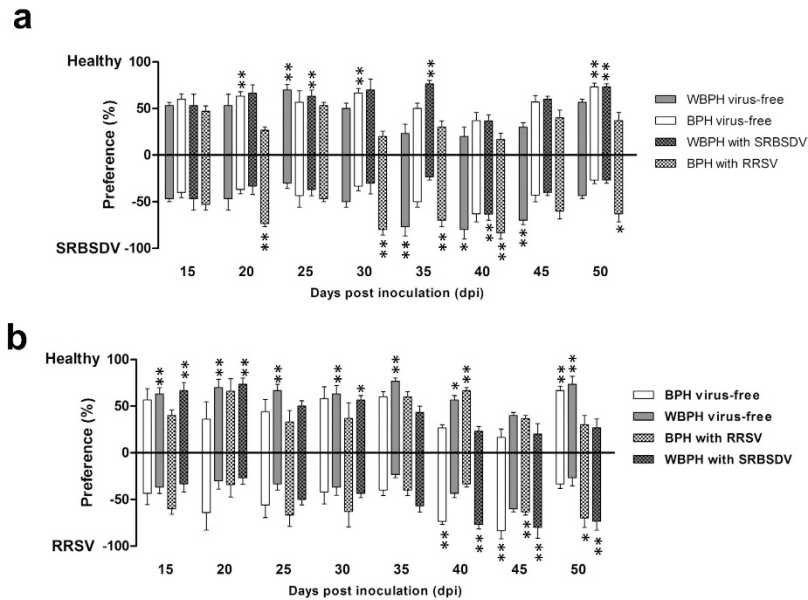 a
Healthy
100
50
0
-50
SRBSDV -100
Preference (%)
** ** ** ** ** ** **
** ** ** ** * ** ** ** *
15 20 25 30 35 40 45 50
Days post inoculation (dpi)
WBPH virus-free
BPH virus-free
WBPH with SRBSDV
BPH with RRSV
b
Healthy
100
50
0
-50
RRSV -100
Preference (%)
** ** ** ** ** ** * ** * ** ** **
** ** ** ** ** * **
15 20 25 30 35 40 45 50
Days post inoculation (dpi)
BPH virus-free
WBPH virus-free
BPH with RRSV
WBPH with SRBSDV